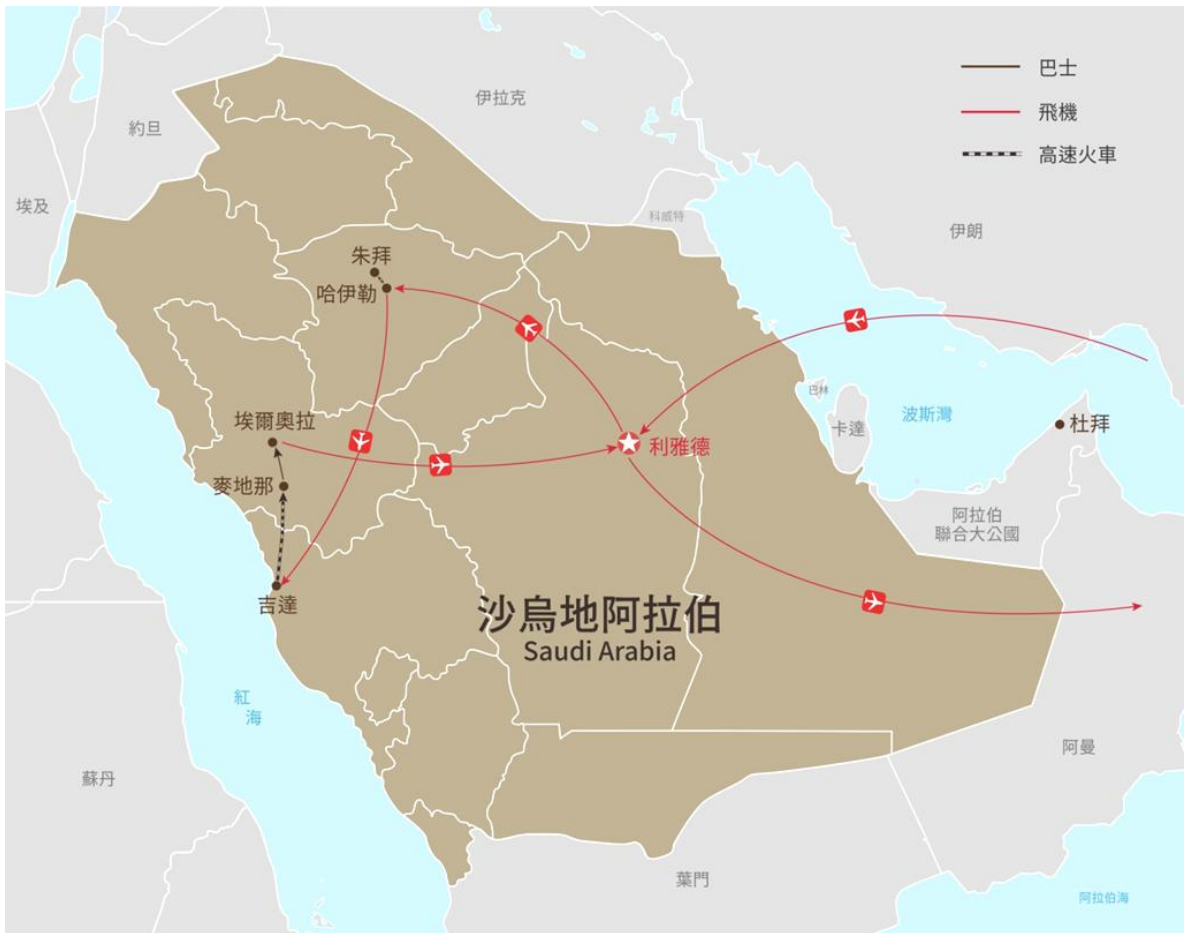 巴士
飛機
高速火車
伊拉克
約旦
埃及
科威特
伊朗
朱拜
哈伊勒
巴林
卡達
波斯灣
杜拜
埃爾奧拉
利雅德
麥地那
阿拉伯
聯合大公國
吉達
沙烏地阿拉伯
Saudi Arabia
紅
海
蘇丹
阿曼
葉門
阿拉伯海